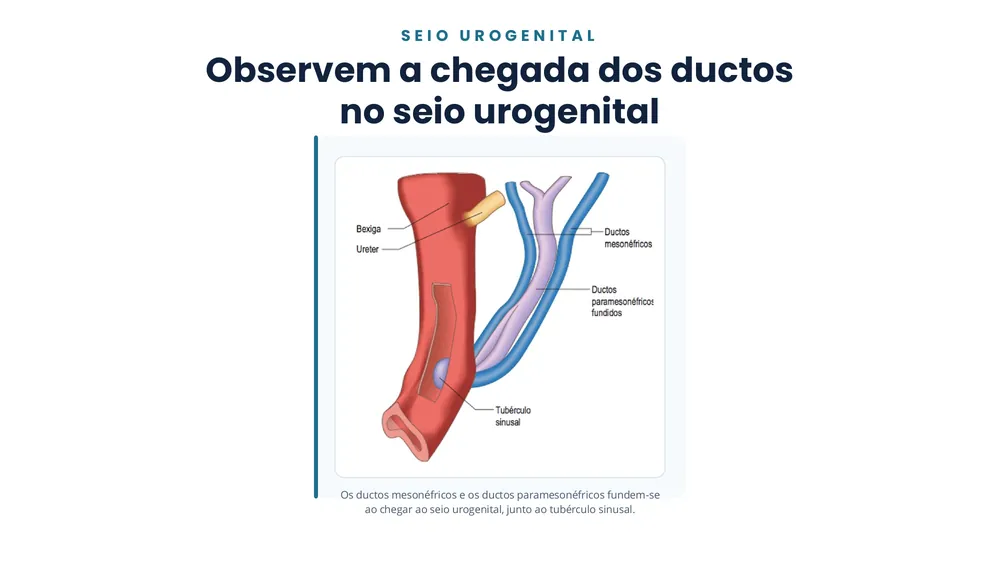 SEIO UROGENITAL
Observem a chegada dos ductos
no seio urogenital
Bexiga
Ureter
Ductos
mesonéfricos
Ductos
paramesonéfricos
fundidos
Tubérculo
sinusal
Os ductos mesonéfricos e os ductos paramesonéfricos fundem-se
ao chegar ao seio urogenital, junto ao tubérculo sinusal.